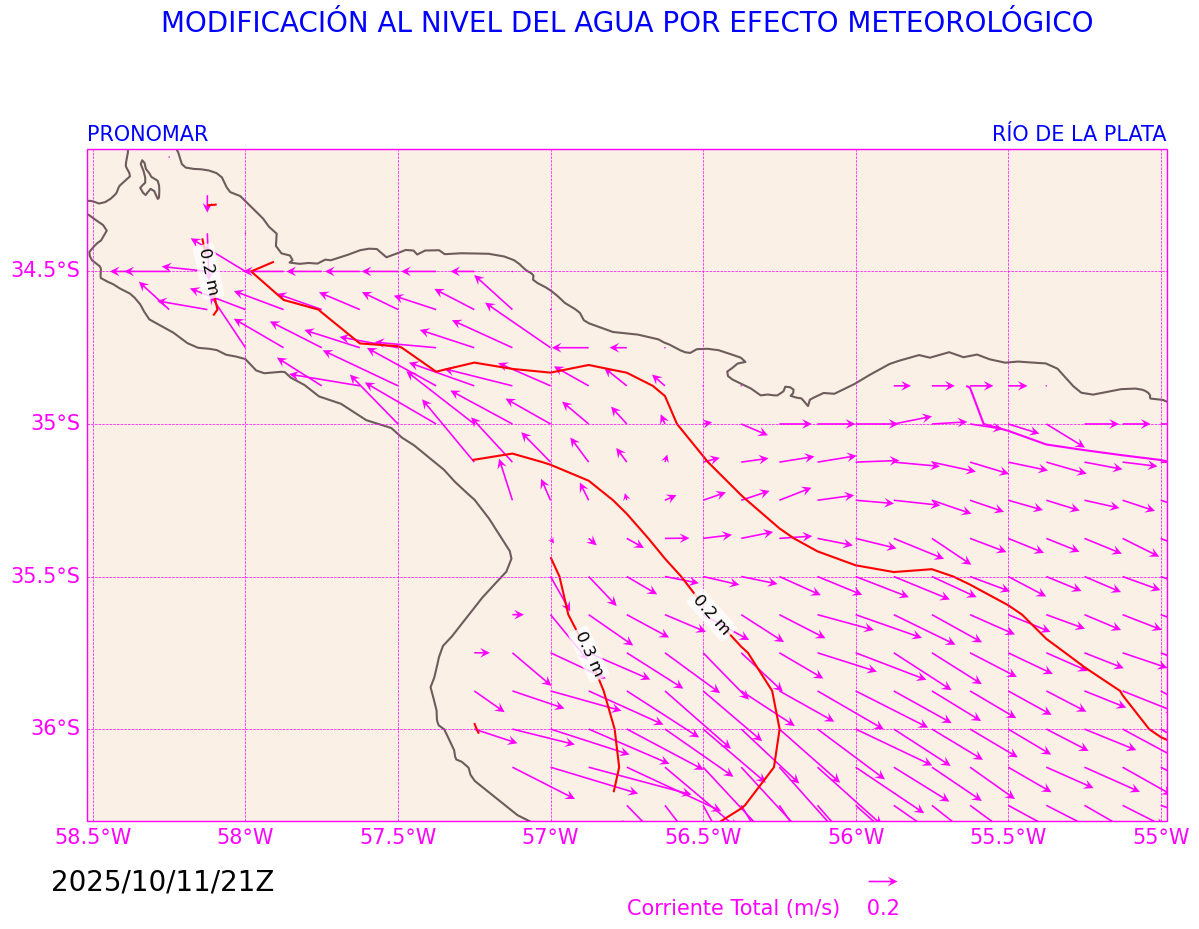 MODIFICACIÓN AL NIVEL DEL AGUA POR EFECTO METEOROLÓGICO
PRONOMAR
RÍO DE LA PLATA
0.2 m
34.5°S
35°S
35.5°S
0.2 m
0.3 m
36°S
58.5°W 58°W 57.5°W 57°W 56.5°W 56°W 55.5°W 55°W
2025/10/11/21Z
Corriente Total (m/s) 0.2